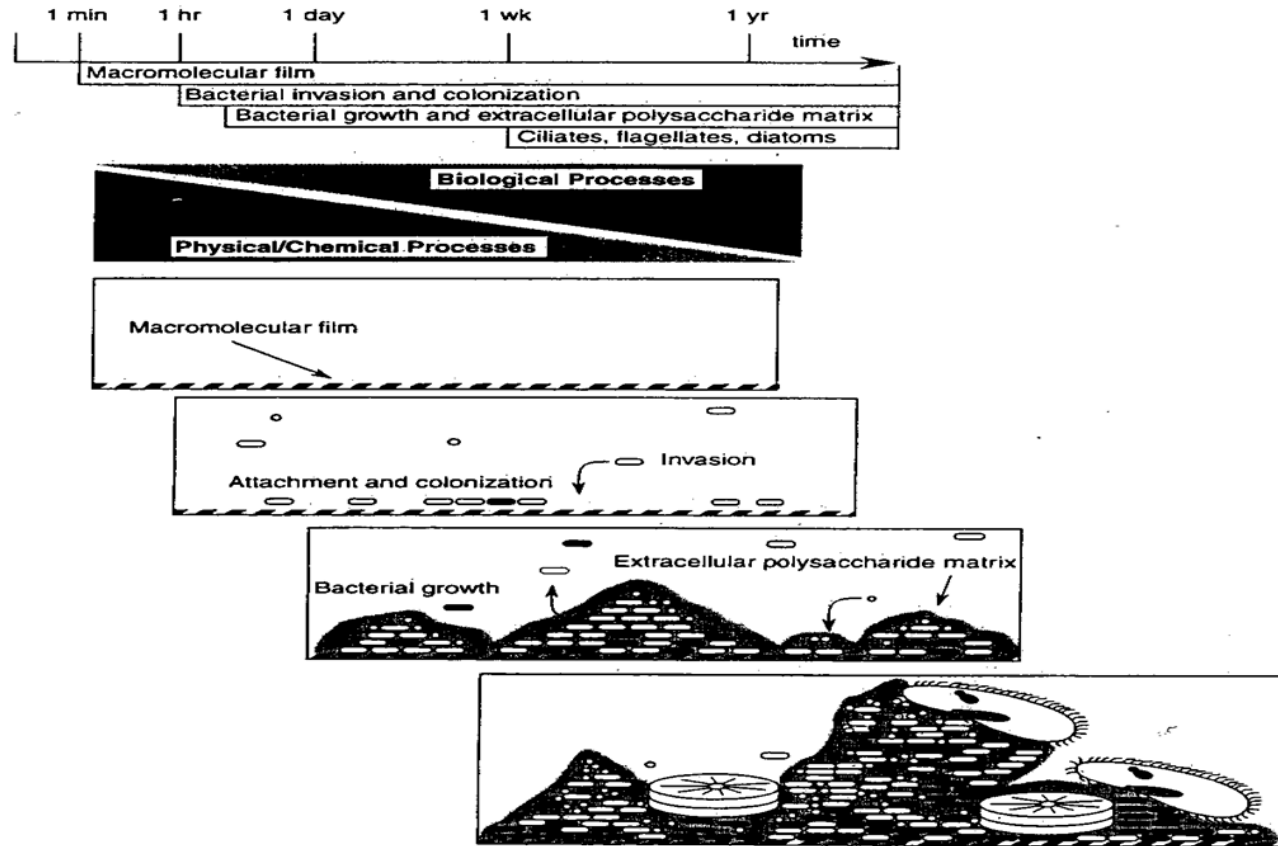 1 min 1 hr 1 day 1 wk 1 yr
time
Macromolecular film
Bacterial invasion and colonization
Bacterial growth and extracellular polysaccharide matrix
Ciliates, flagellates, diatoms
Biological Processes
Physical/Chemical Processes
Macromolecular film
Invasion
Attachment and colonization
Extracellular polysaccharide matrix
Bacterial growth